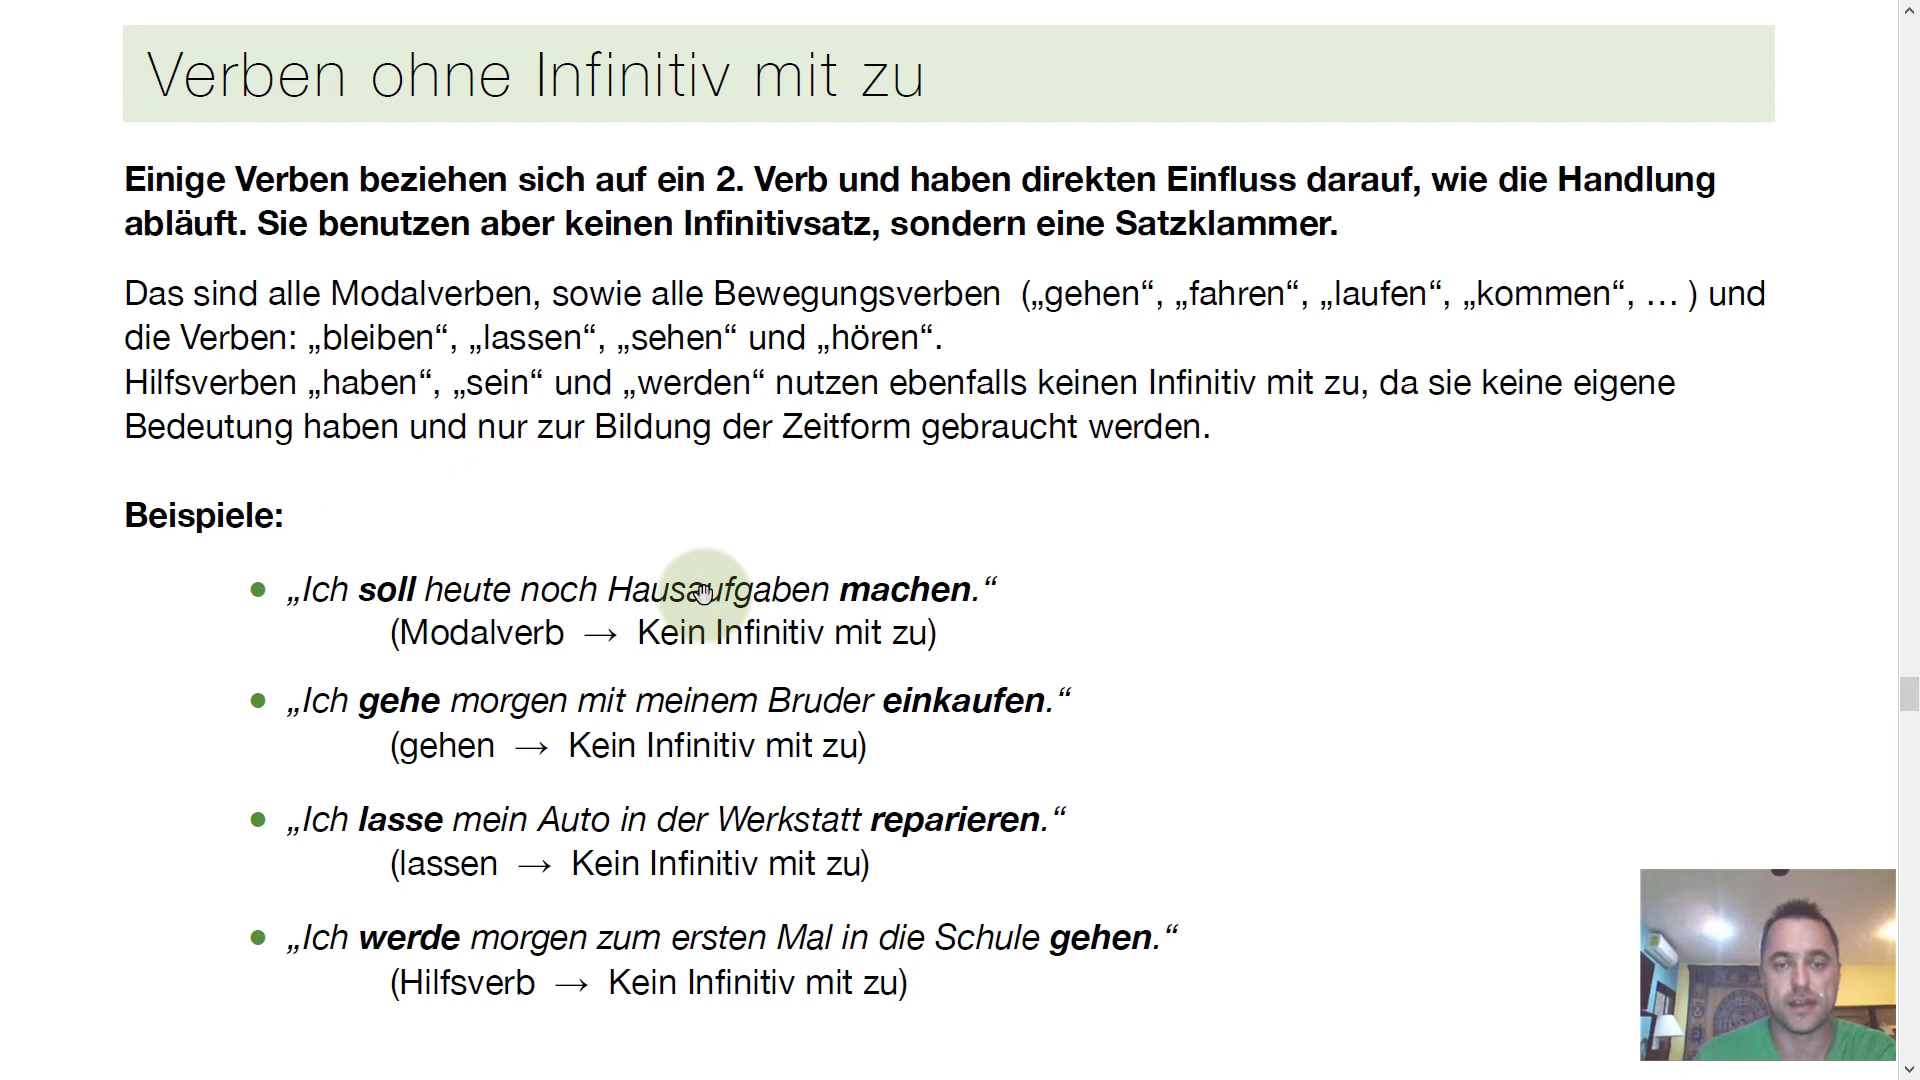 Verben ohne Infinitiv mit zu
Einige Verben beziehen sich auf ein 2. Verb und haben direkten Einfluss darauf, wie die Handlung
abläuft. Sie benutzen aber keinen Infinitivsatz, sondern eine Satzklammer.
Das sind alle Modalverben, sowie alle Bewegungsverben („gehen“, „fahren“, „laufen“, „kommen“, … ) und
die Verben: „bleiben“, „lassen“, „sehen“ und „hören“.
Hilfsverben „haben“, „sein“ und „werden“ nutzen ebenfalls keinen Infinitiv mit zu, da sie keine eigene
Bedeutung haben und nur zur Bildung der Zeitform gebraucht werden.
Beispiele:
● „Ich soll heute noch Hausaufgaben machen.“
(Modalverb → Kein Infinitiv mit zu)
● „Ich gehe morgen mit meinem Bruder einkaufen.“
(gehen → Kein Infinitiv mit zu)
● „Ich lasse mein Auto in der Werkstatt reparieren.“
(lassen → Kein Infinitiv mit zu)
● „Ich werde morgen zum ersten Mal in die Schule gehen.“
(Hilfsverb → Kein Infinitiv mit zu)